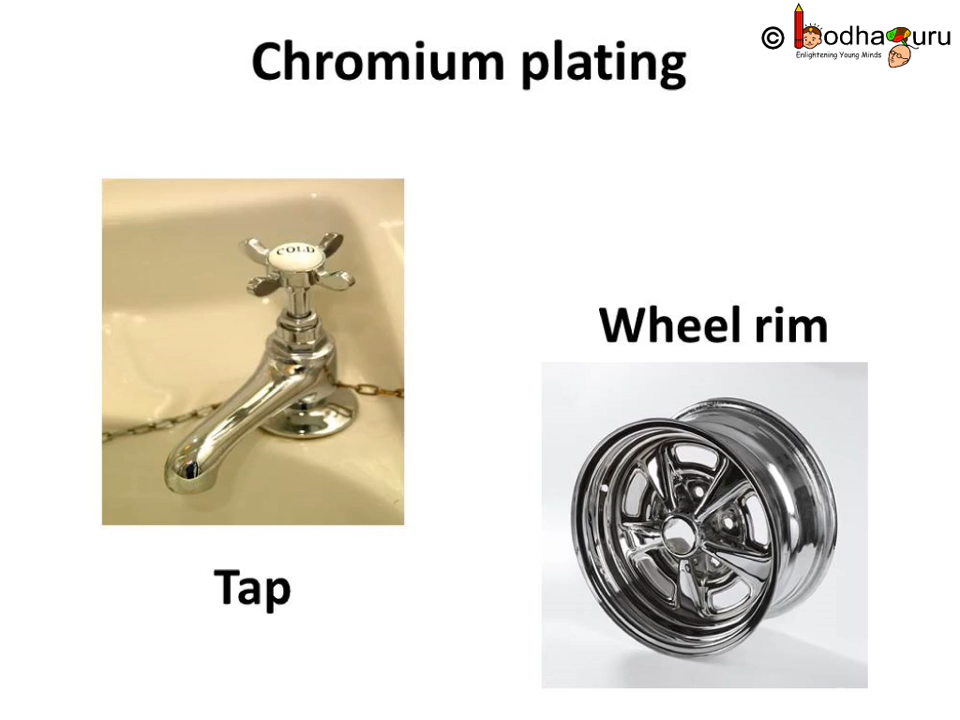 Chromium plating
© bodhaguru
Enlightening Young Minds
COLD
Wheel rim
Tap